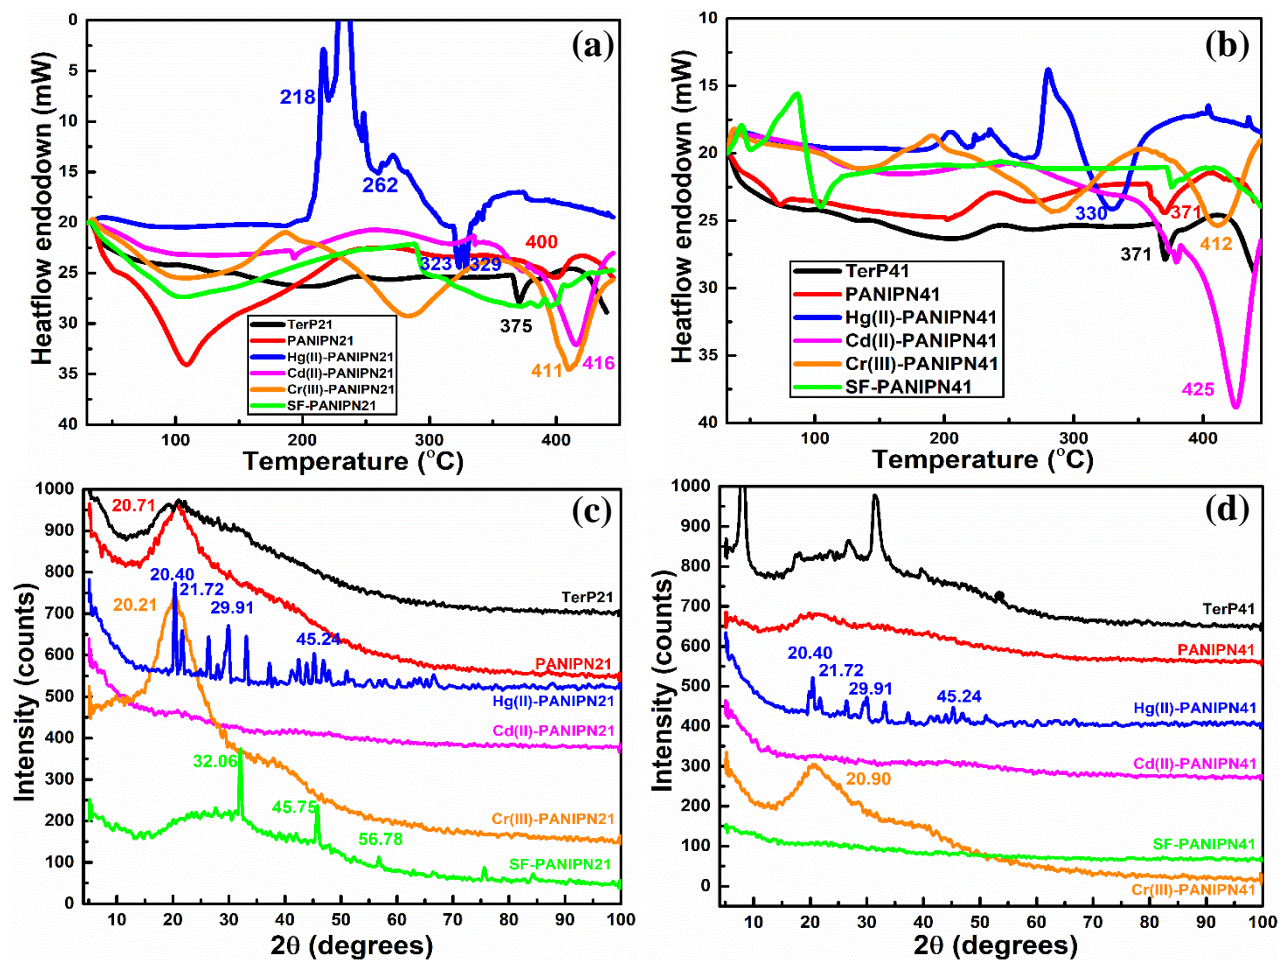 (a)
Heatflow endodown (mW)
0
5
10
15
20
25
30
35
40
218
262
323
329
400
375
411
416
TerP21
PANIPN21
Hg(II)-PANIPN21
Cd(II)-PANIPN21
Cr(III)-PANIPN21
SF-PANIPN21
100
200
300
400
Temperature (°C)
(b)
Heatflow endodown (mW)
10
15
20
25
30
35
40
330
371
371
412
425
TerP41
PANIPN41
Hg(II)-PANIPN41
Cd(II)-PANIPN41
Cr(III)-PANIPN41
SF-PANIPN41
100
200
300
400
Temperature (°C)
(c)
Intensity (counts)
1000
900
800
700
600
500
400
300
200
100
0
20.71
20.40
21.72
20.21
29.91
45.24
32.06
45.75
56.78
TerP21
PANIPN21
Hg(II)-PANIPN21
Cd(II)-PANIPN21
Cr(III)-PANIPN21
SF-PANIPN21
10 20 30 40 50 60 70 80 90 100
2θ (degrees)
(d)
Intensity (counts)
1000
900
800
700
600
500
400
300
200
100
0
20.40
21.72
29.91
45.24
20.90
TerP41
PANIPN41
Hg(II)-PANIPN41
Cd(II)-PANIPN41
SF-PANIPN41
Cr(III)-PANIPN41
10 20 30 40 50 60 70 80 90 100
2θ (degrees)